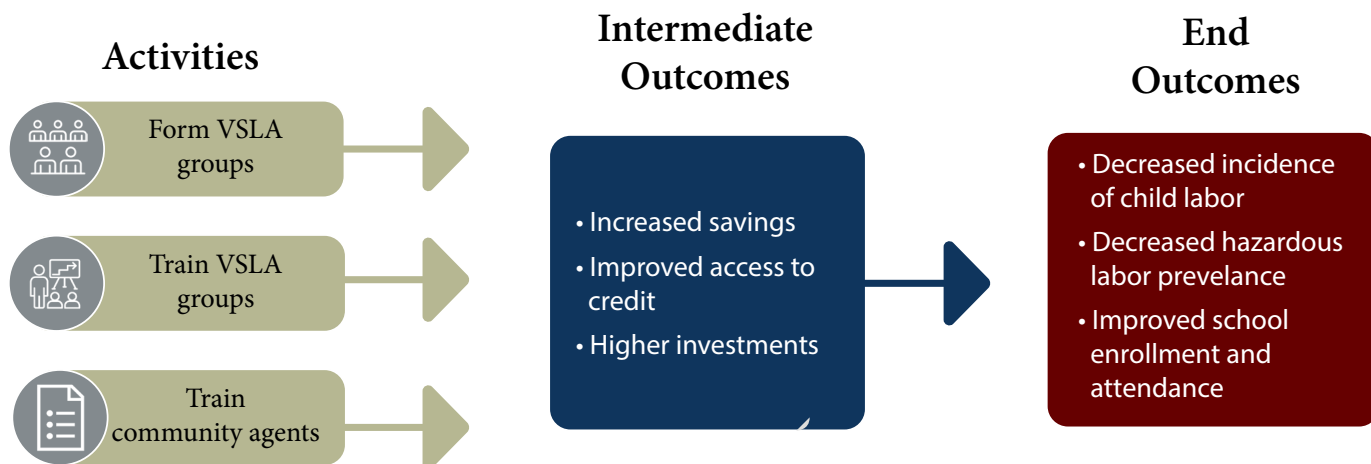 Activities
Form VSLA
groups
Train VSLA
groups
Train
community agents
Intermediate
Outcomes
• Increased savings
• Improved access to
credit
• Higher investments
End
Outcomes
• Decreased incidence
of child labor
• Decreased hazardous
labor prevelance
• Improved school
enrollment and
attendance